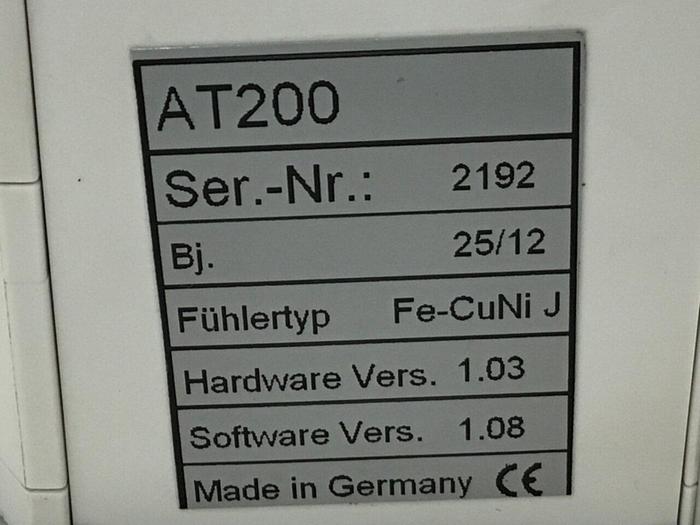 AT200
Ser.-Nr.: 2192
Bj. 25/12
Fühlertyp Fe-CuNi J
Hardware Vers. 1.03
Software Vers. 1.08
Made in Germany CE